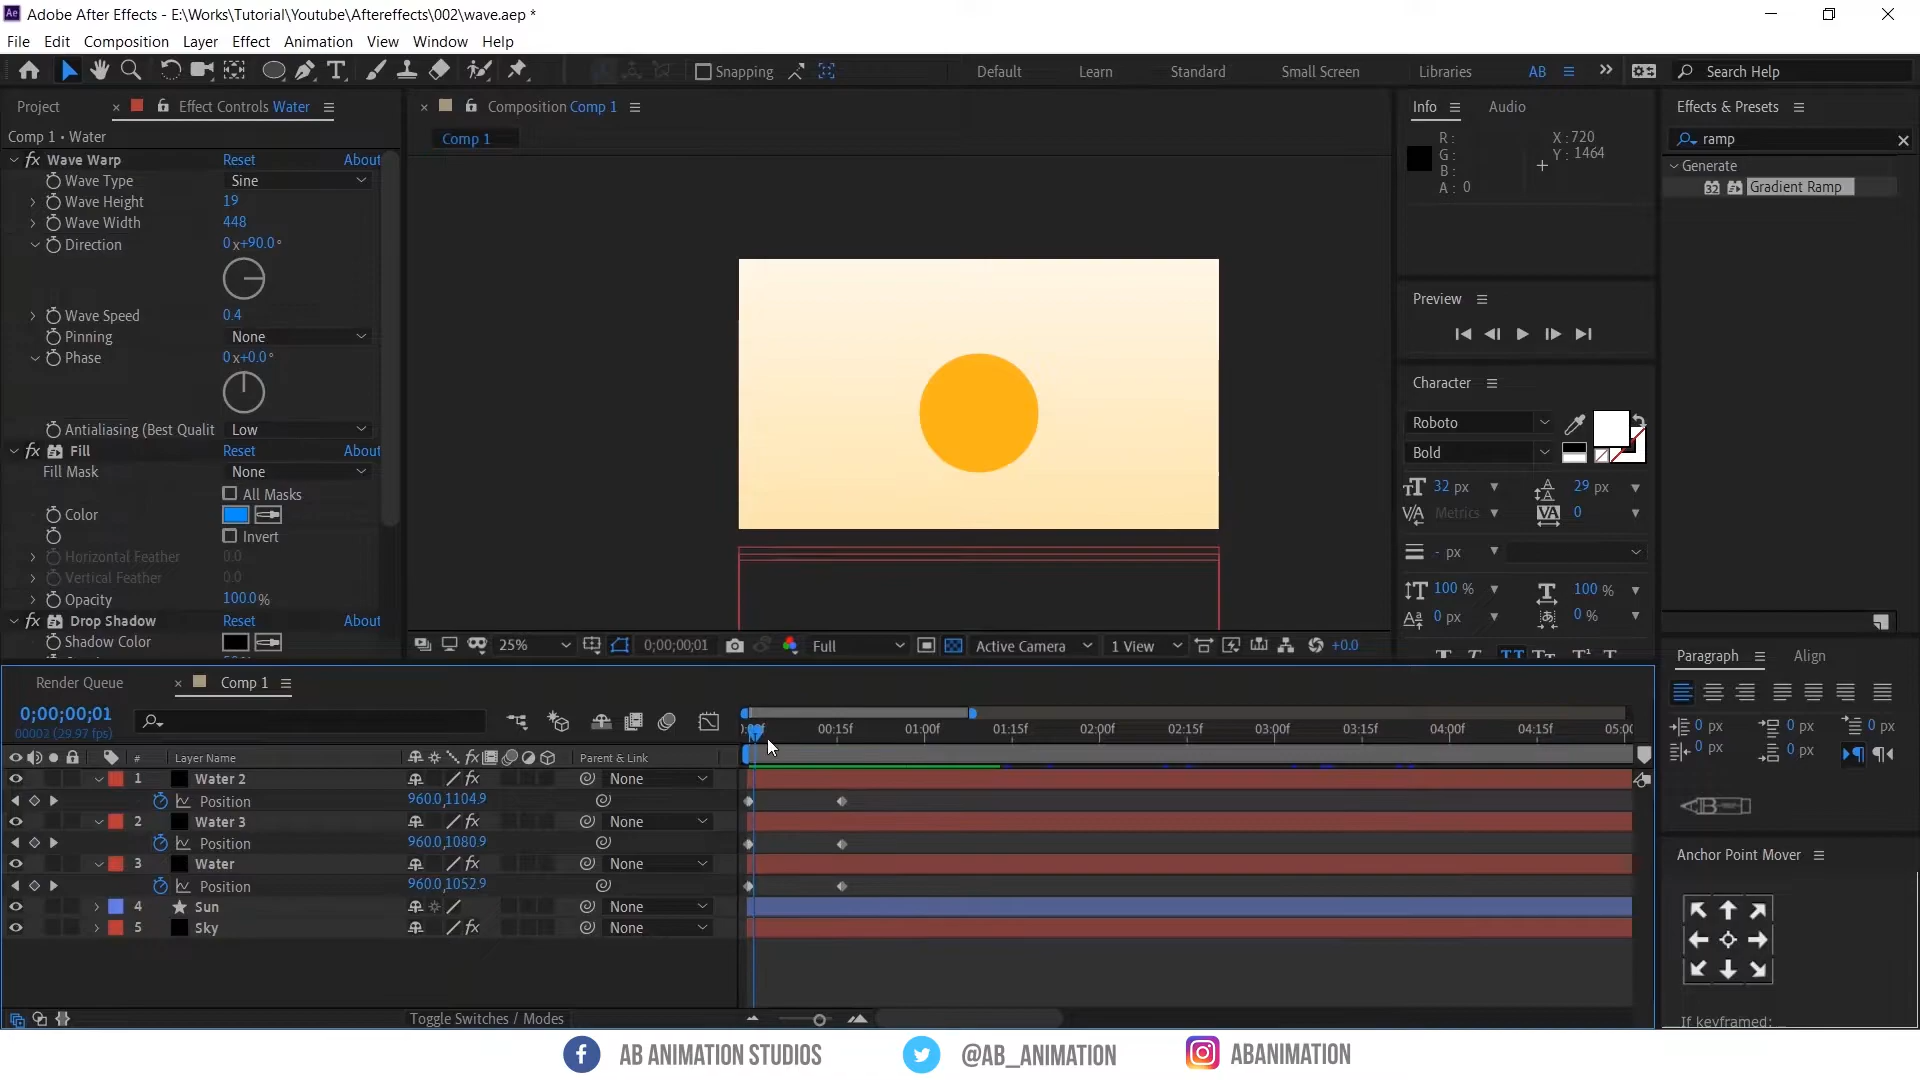 Adobe After Effects - E:\Works\Tutorial\Youtube\Aftereffects\002\wave.aep *
File Edit Composition Layer Effect Animation View Window Help
Snapping Default Learn Standard Small Screen Libraries AB Search Help
Project Effect Controls Water Composition Comp 1 Info Audio Effects & Presets
Comp 1 • Water
Comp 1
R: X: 720
G: Y: 1464
B:
A: 0
ramp
Generate
Gradient Ramp
fx Wave Warp Reset About
Wave Type Sine
Wave Height 19
Wave Width 448
Direction 0x+90.0°
Wave Speed 0.4
Pinning None
Phase 0x+0.0°
Antialiasing (Best Qualit Low
fx Fill Reset About
Fill Mask None
All Masks
Color
Invert
Horizontal Feather 0.0
Vertical Feather 0.0
Opacity 100.0%
fx Drop Shadow Reset About
Shadow Color
25% 0;00;00;01 Full Active Camera 1 View +0.0
Preview
Character
Roboto
Bold
32 px 29 px
Metrics 0
- px
100 % 100 %
0 px 0 %
Paragraph Align
0 px 0 px 0 px
0 px 0 px
Anchor Point Mover
If keyframed:
Render Queue Comp 1
0;00;00;01
00002 (29.97 fps)
00:15f 01:00f 01:15f 02:00f 02:15f 03:00f 03:15f 04:00f 04:15f 05:00
# Layer Name Parent & Link
1 Water 2 None
Position 960.0,1104.9
2 Water 3 None
Position 960.0,1080.9
3 Water None
Position 960.0,1052.9
4 Sun None
5 Sky None
Toggle Switches / Modes
AB ANIMATION STUDIOS @AB_ANIMATION ABANIMATION